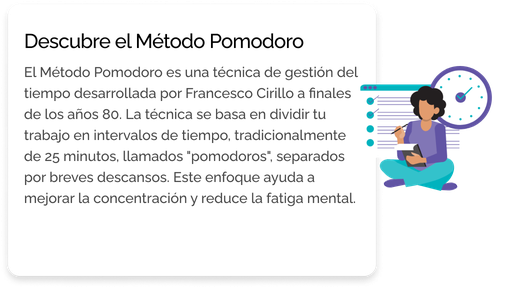 Descubre el Método Pomodoro
El Método Pomodoro es una técnica de gestión del
tiempo desarrollada por Francesco Cirillo a finales
de los años 80. La técnica se basa en dividir tu
trabajo en intervalos de tiempo, tradicionalmente
de 25 minutos, llamados "pomodoros", separados
por breves descansos. Este enfoque ayuda a
mejorar la concentración y reduce la fatiga mental.